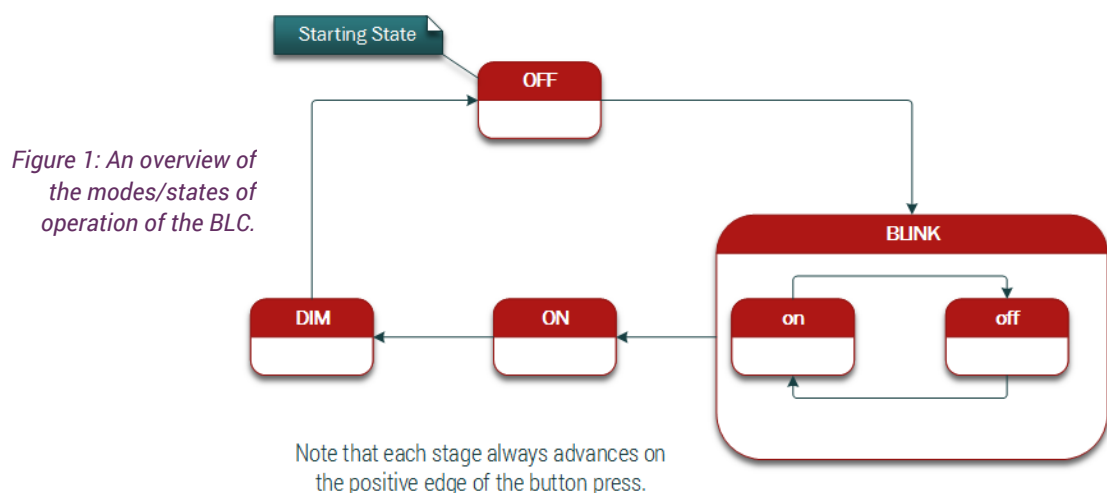 Starting State
OFF
Figure 1: An overview of
the modes/states of
operation of the BLC.
BLINK
DIM
ON
on
off
Note that each stage always advances on
the positive edge of the button press.